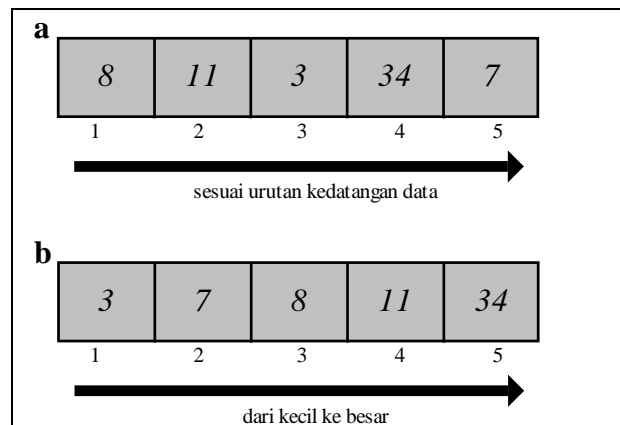 a
8 11 3 34 7
1 2 3 4 5
sesuai urutan kedatangan data
b
3 7 8 11 34
1 2 3 4 5
dari kecil ke besar